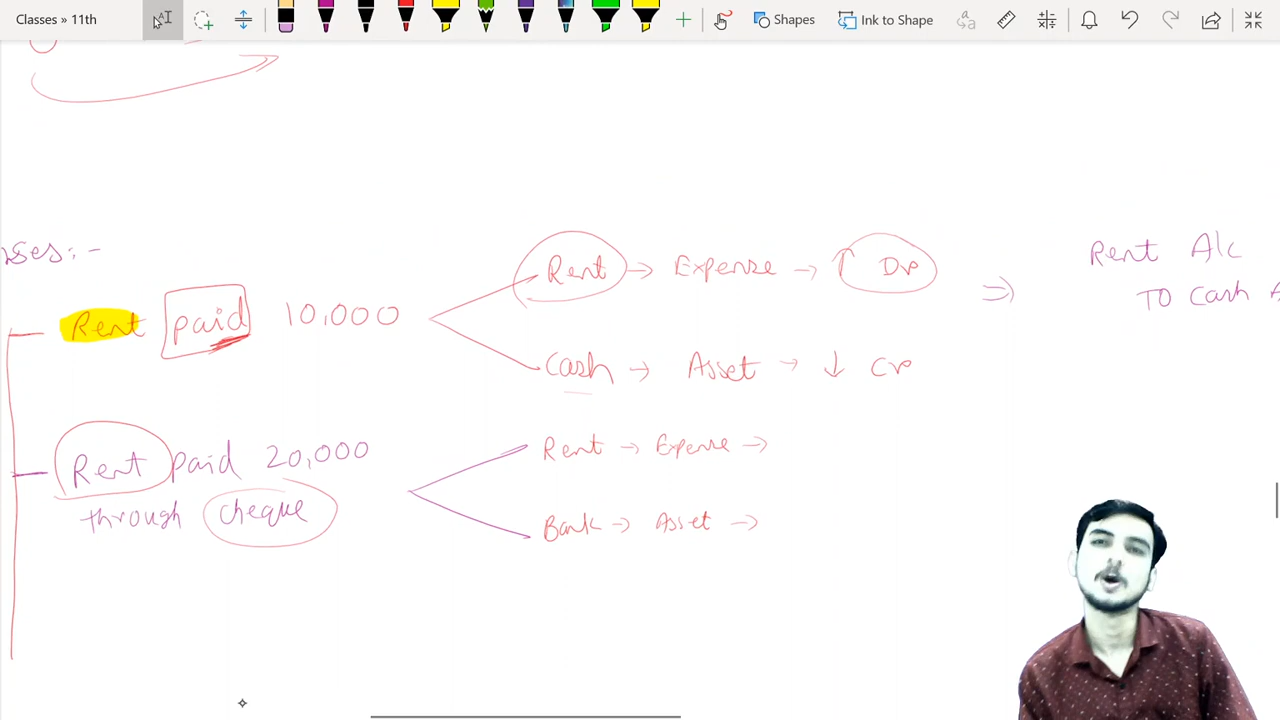 Classes » 11th
Shapes
Ink to Shape
ses:-
Rent paid 10,000
Rent → Expense → ↑ Dr
Cash → Asset → ↓ Cr
⇒ Rent A/c
TO Cash A
Rent paid 20,000
through cheque
Rent → Expense →
Bank → Asset →